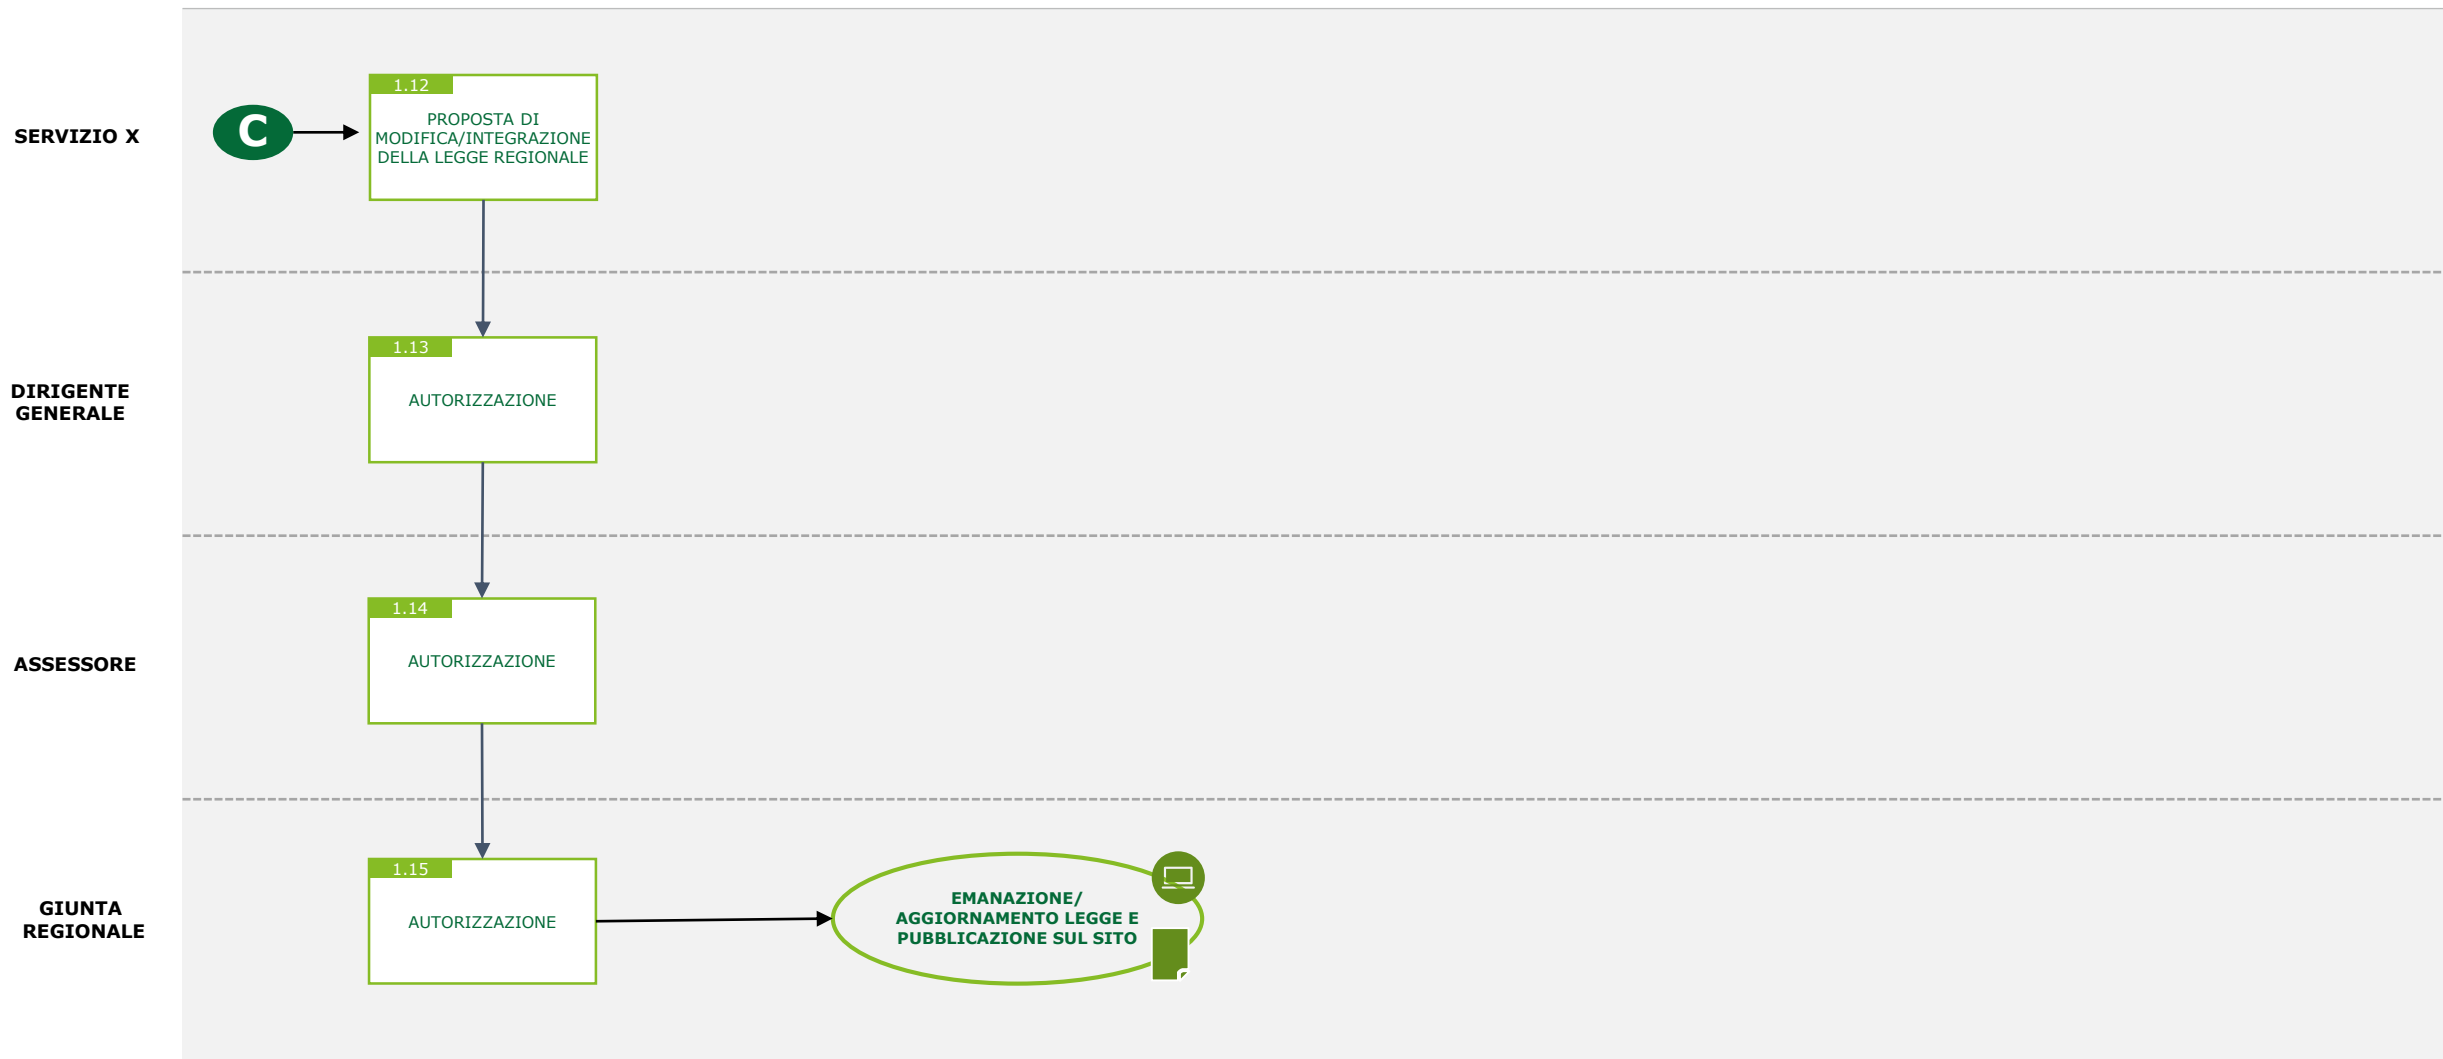 SERVIZIO X
C
1.12
PROPOSTA DI
MODIFICA/INTEGRAZIONE
DELLA LEGGE REGIONALE
DIRIGENTE
GENERALE
1.13
AUTORIZZAZIONE
ASSESSORE
1.14
AUTORIZZAZIONE
GIUNTA
REGIONALE
1.15
AUTORIZZAZIONE
EMANAZIONE/
AGGIORNAMENTO LEGGE E
PUBBLICAZIONE SUL SITO